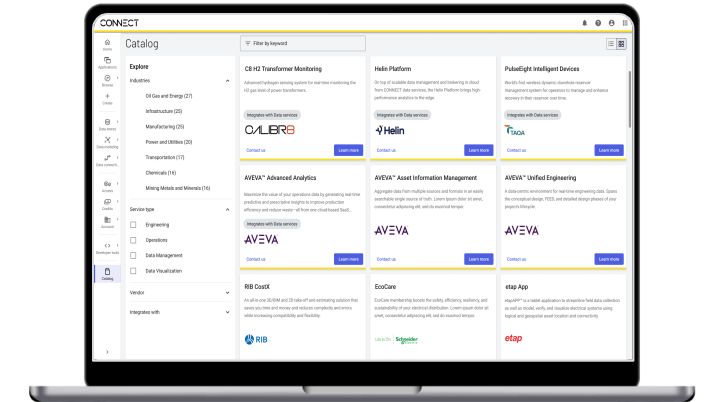 CONNECT
Home
Applications
Browse
Create
Data stores
Data modeling
Data connecti...
Access
Credits
Account
Developer tools
Catalog
Catalog
Filter by keyword
Explore
Industries
Oil Gas and Energy (27)
Infrastructure (25)
Manufacturing (25)
Power and Utilities (20)
Transportation (17)
Chemicals (16)
Mining Metals and Minerals (16)
Service type
Engineering
Operations
Data Management
Data Visualization
Vendor
Integrates with
C8 H2 Transformer Monitoring
Advanced hydrogen sensing system for real-time monitoring the
H2 gas level of power transformers.
Integrates with Data services
CALIBR8
Contact us
Learn more
Helin Platform
On top of scalable data management and tinkering in cloud
from CONNECT data services, the Helin Platform brings high-
performance analytics to the edge.
Integrates with Data services
Helin
Contact us
Learn more
PulseEight Intelligent Devices
World's first wireless dynamic downhole reservoir
management system for operators to manage and enhance
recovery in their reservoir over time.
Integrates with Data services
TAQA
Contact us
Learn more
AVEVA™ Advanced Analytics
Maximize the value of your operations data by generating real-time
predictive and prescriptive insights to improve production
efficiency and reduce waste–all from one cloud-based SaaS...
Integrates with Data services
AVEVA
Contact us
Learn more
AVEVA™ Asset Information Management
Aggregate data from multiple sources and formats in an easily
searchable single source of truth. Lorem ipsum dolor sit amet,
consectetur adipiscing elit, sed do eiusmod tempor.
AVEVA
Contact us
Learn more
AVEVA™ Unified Engineering
A data-centric environment for real-time engineering data. Spans
the conceptual design, FEED, and detailed design phases of your
project's lifecycle.
AVEVA
Contact us
Learn more
RIB CostX
An all-in-one 3D/BIM and 2D take-off and estimating solution that
saves you time and money and reduces complexity and errors
while increasing compatibility and flexibility.
RIB
EcoCare
EcoCare membership boosts the safety, efficiency, resiliency, and
sustainability of your electrical distribution. Lorem ipsum dolor sit
amet, consectetur adipiscing elit, sed do eiusmod tempor.
Life Is On
Schneider
Electric
etap App
etapAPP™ is a tablet application to streamline field data collection
as well as model, verify, and visualize electrical systems using
logical and geospatial asset location and connectivity.
etap